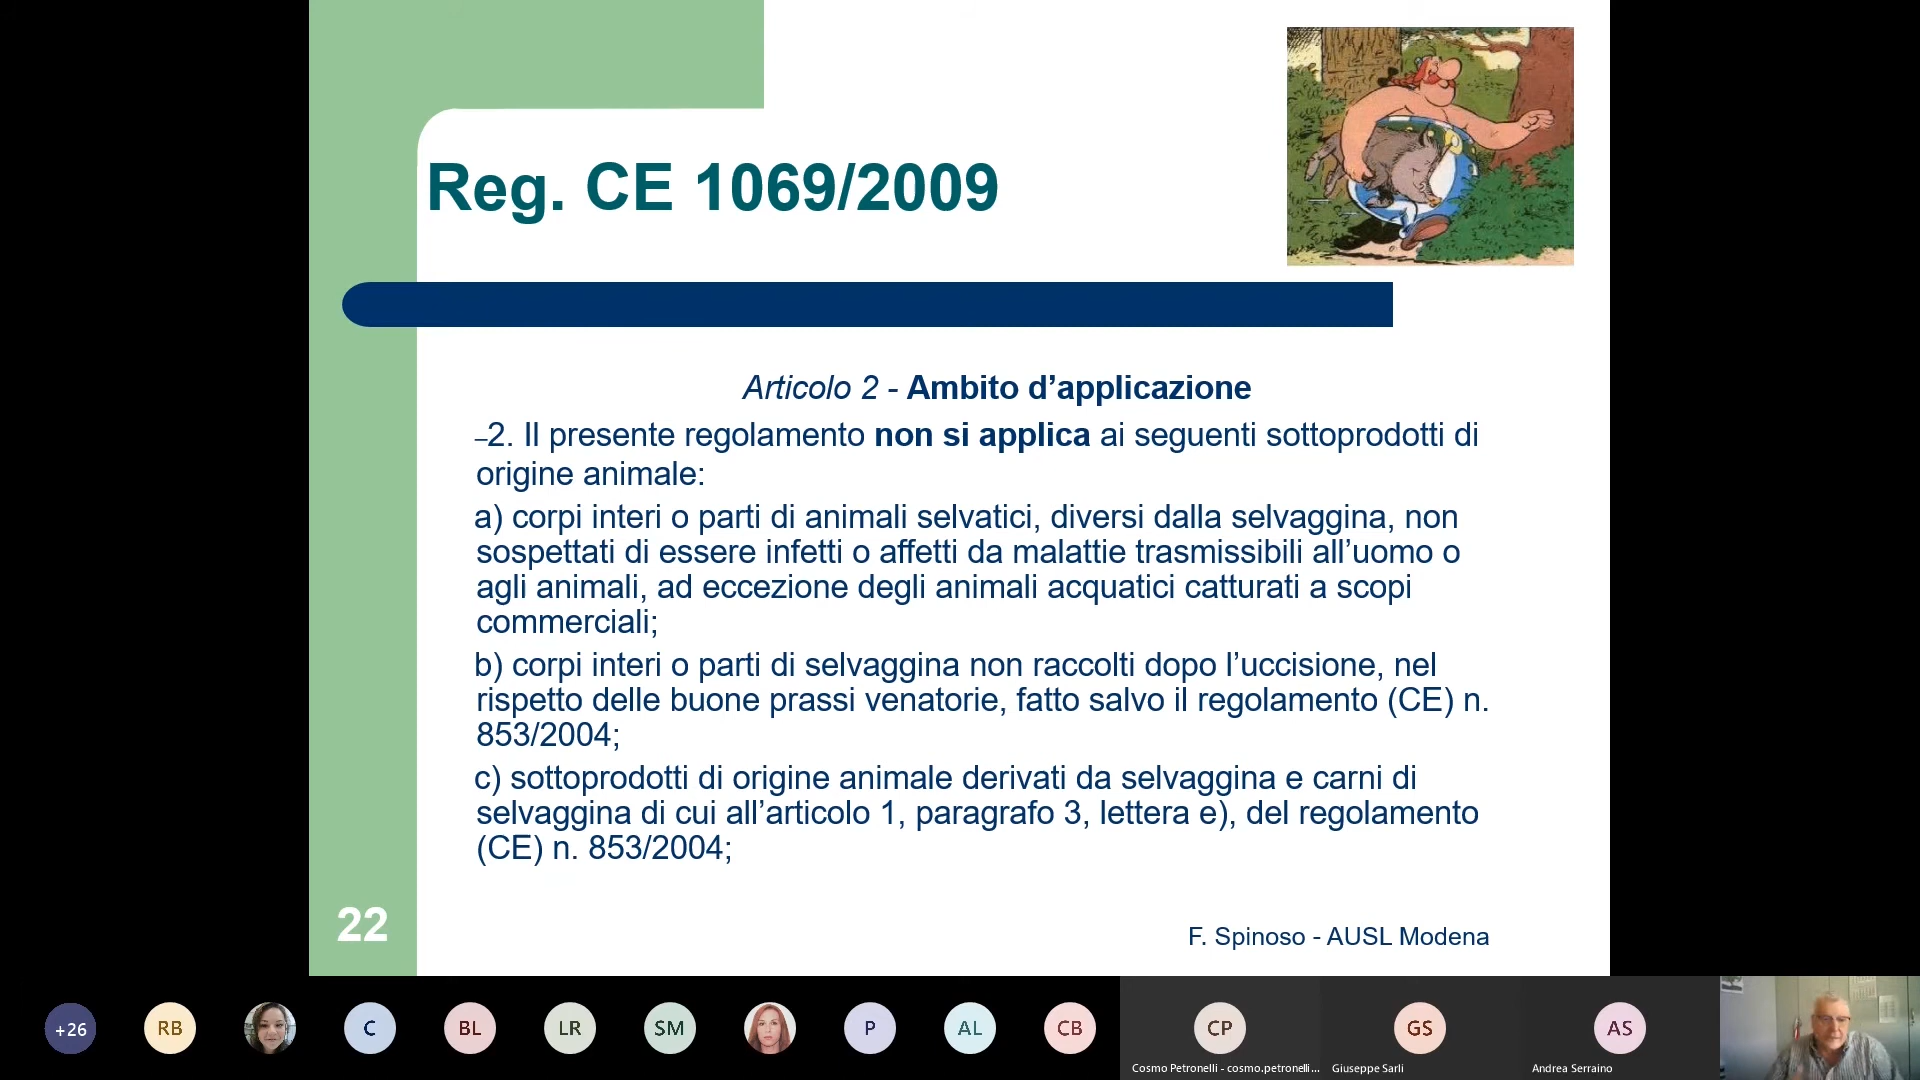 Reg. CE 1069/2009
Articolo 2 - Ambito d’applicazione
–2. Il presente regolamento non si applica ai seguenti sottoprodotti di
origine animale:
a) corpi interi o parti di animali selvatici, diversi dalla selvaggina, non
sospettati di essere infetti o affetti da malattie trasmissibili all’uomo o
agli animali, ad eccezione degli animali acquatici catturati a scopi
commerciali;
b) corpi interi o parti di selvaggina non raccolti dopo l’uccisione, nel
rispetto delle buone prassi venatorie, fatto salvo il regolamento (CE) n.
853/2004;
c) sottoprodotti di origine animale derivati da selvaggina e carni di
selvaggina di cui all’articolo 1, paragrafo 3, lettera e), del regolamento
(CE) n. 853/2004;
22
F. Spinoso - AUSL Modena
+26
RB
C
BL
LR
SM
P
AL
CB
CP
GS
AS
Cosmo Petronelli - cosmo.petronelli...
Giuseppe Sarli
Andrea Serraino